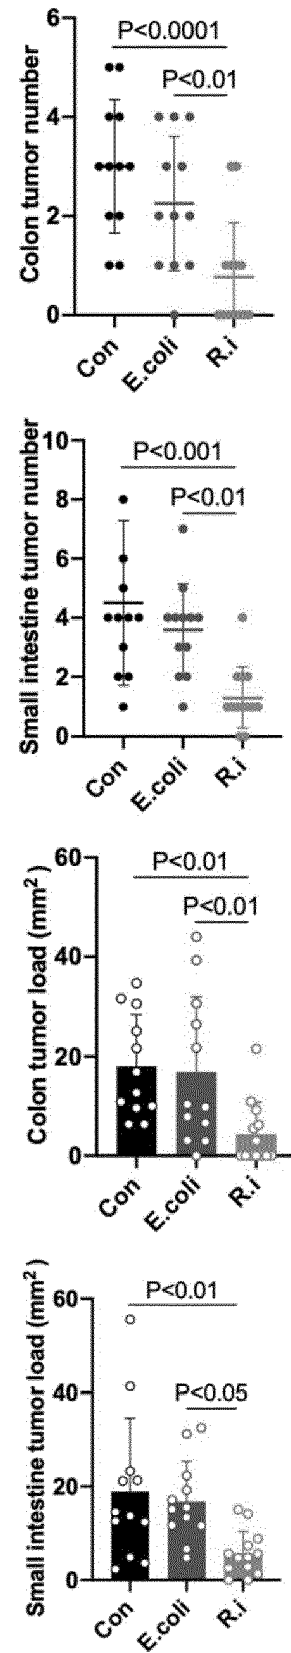 Colon tumor number
6
4
2
0
P<0.0001
P<0.01
Con
E.coli
R.i
Small intestine tumor number
10
8
6
4
2
0
P<0.001
P<0.01
Con
E.coli
R.i
Colon tumor load (mm²)
60
40
20
0
P<0.01
P<0.01
Con
E.coli
R.i
Small intestine tumor load (mm²)
60
40
20
0
P<0.01
P<0.05
Con
E.coli
R.i